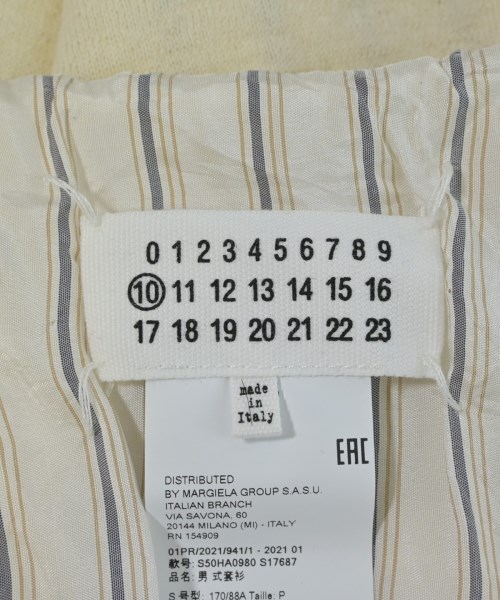 0 1 2 3 4 5 6 7 8 9
10 11 12 13 14 15 16
17 18 19 20 21 22 23
made
in
Italy
EAC
DISTRIBUTED
BY MARGIELA GROUP S.A.S.U.
ITALIAN BRANCH
VIA SAVONA, 60
20144 MILANO (MI) - ITALY
RN 154909
01PR/2021/941/1 - 2021 01
款号: S50HA0980 S17687
品名: 男 式套衫
S 号型: 170/88A Taille: P